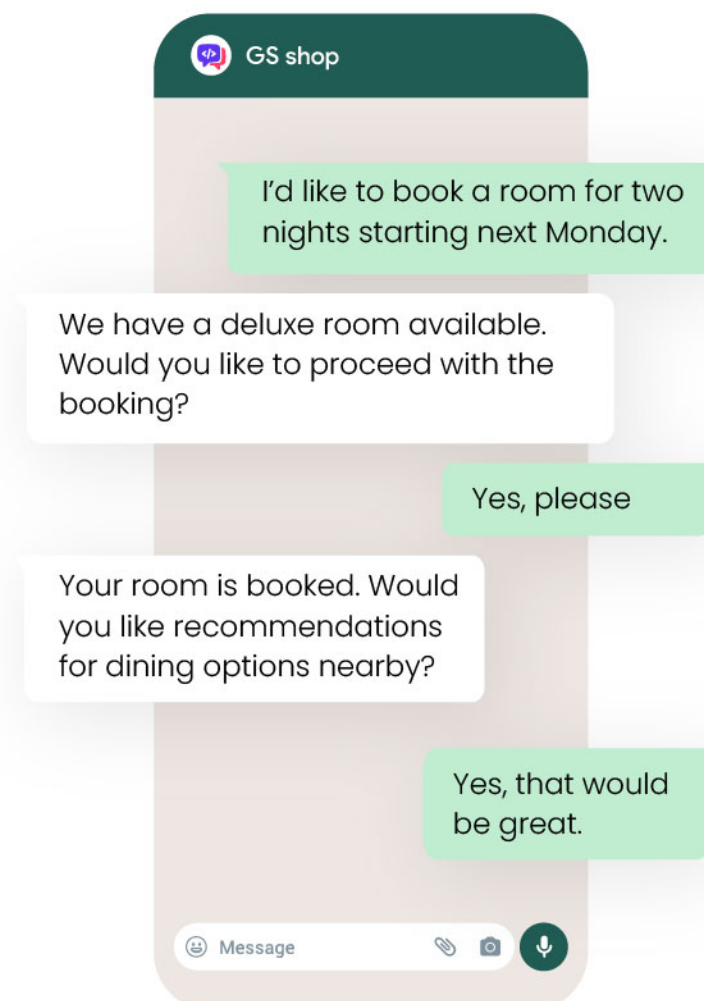 GS shop
I’d like to book a room for two
nights starting next Monday.
We have a deluxe room available.
Would you like to proceed with the
booking?
Yes, please
Your room is booked. Would
you like recommendations
for dining options nearby?
Yes, that would
be great.
Message